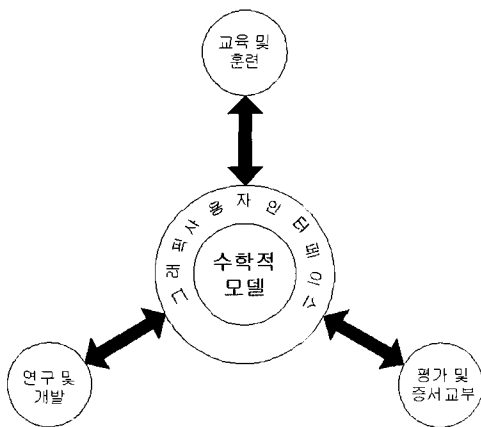 교육 및
훈련
그래픽사용자인터페이스
수학적
모델
연구 및
개발
평가 및
증서교부